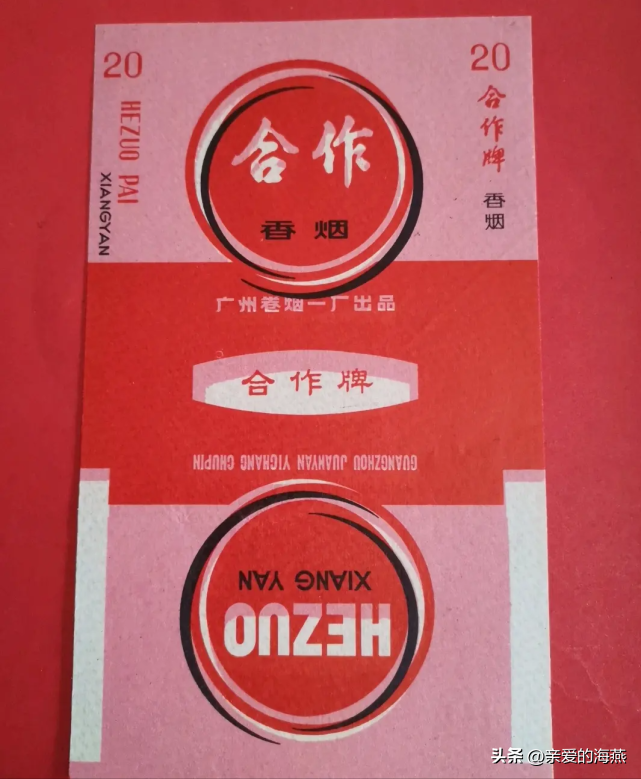 20
HEZUO PAI
XIANGYAN
合作
香烟
20
合作牌
香烟
广州卷烟一厂出品
合作牌
GUANGZHOU JUANYAN YICHANG CHUPIN
XIANG YAN
HEZUO
头条 @亲爱的海燕